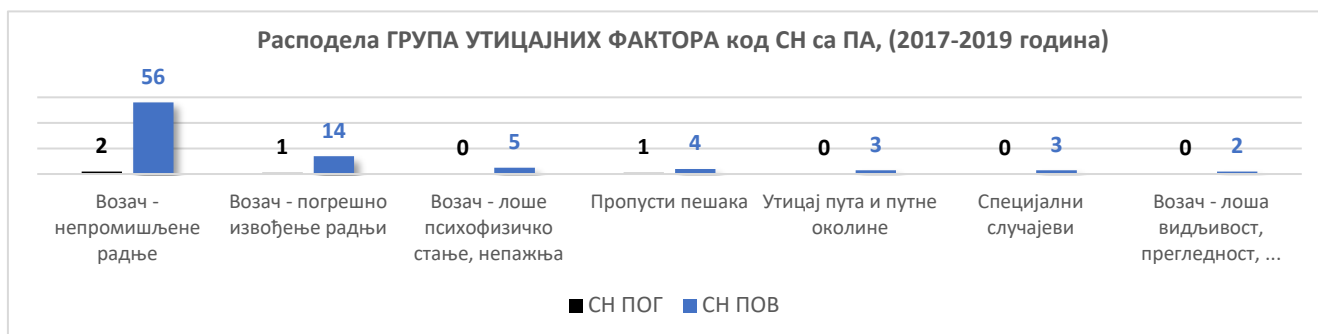 Расподела ГРУПА УТИЦАЈНИХ ФАКТОРА код СН са ПА, (2017-2019 година)
56
2
1
14
0
5
1
4
0
3
0
3
0
2
Возач -
непромишљене
радње
Возач - погрешно
извођење радњи
Возач - лоше
психофизичко
стање, непажња
Пропусти пешака
Утицај пута и путне
околине
Специјални
случајеви
Возач - лоша
видљивост,
прегледност, ...
СН ПОГ
СН ПОВ